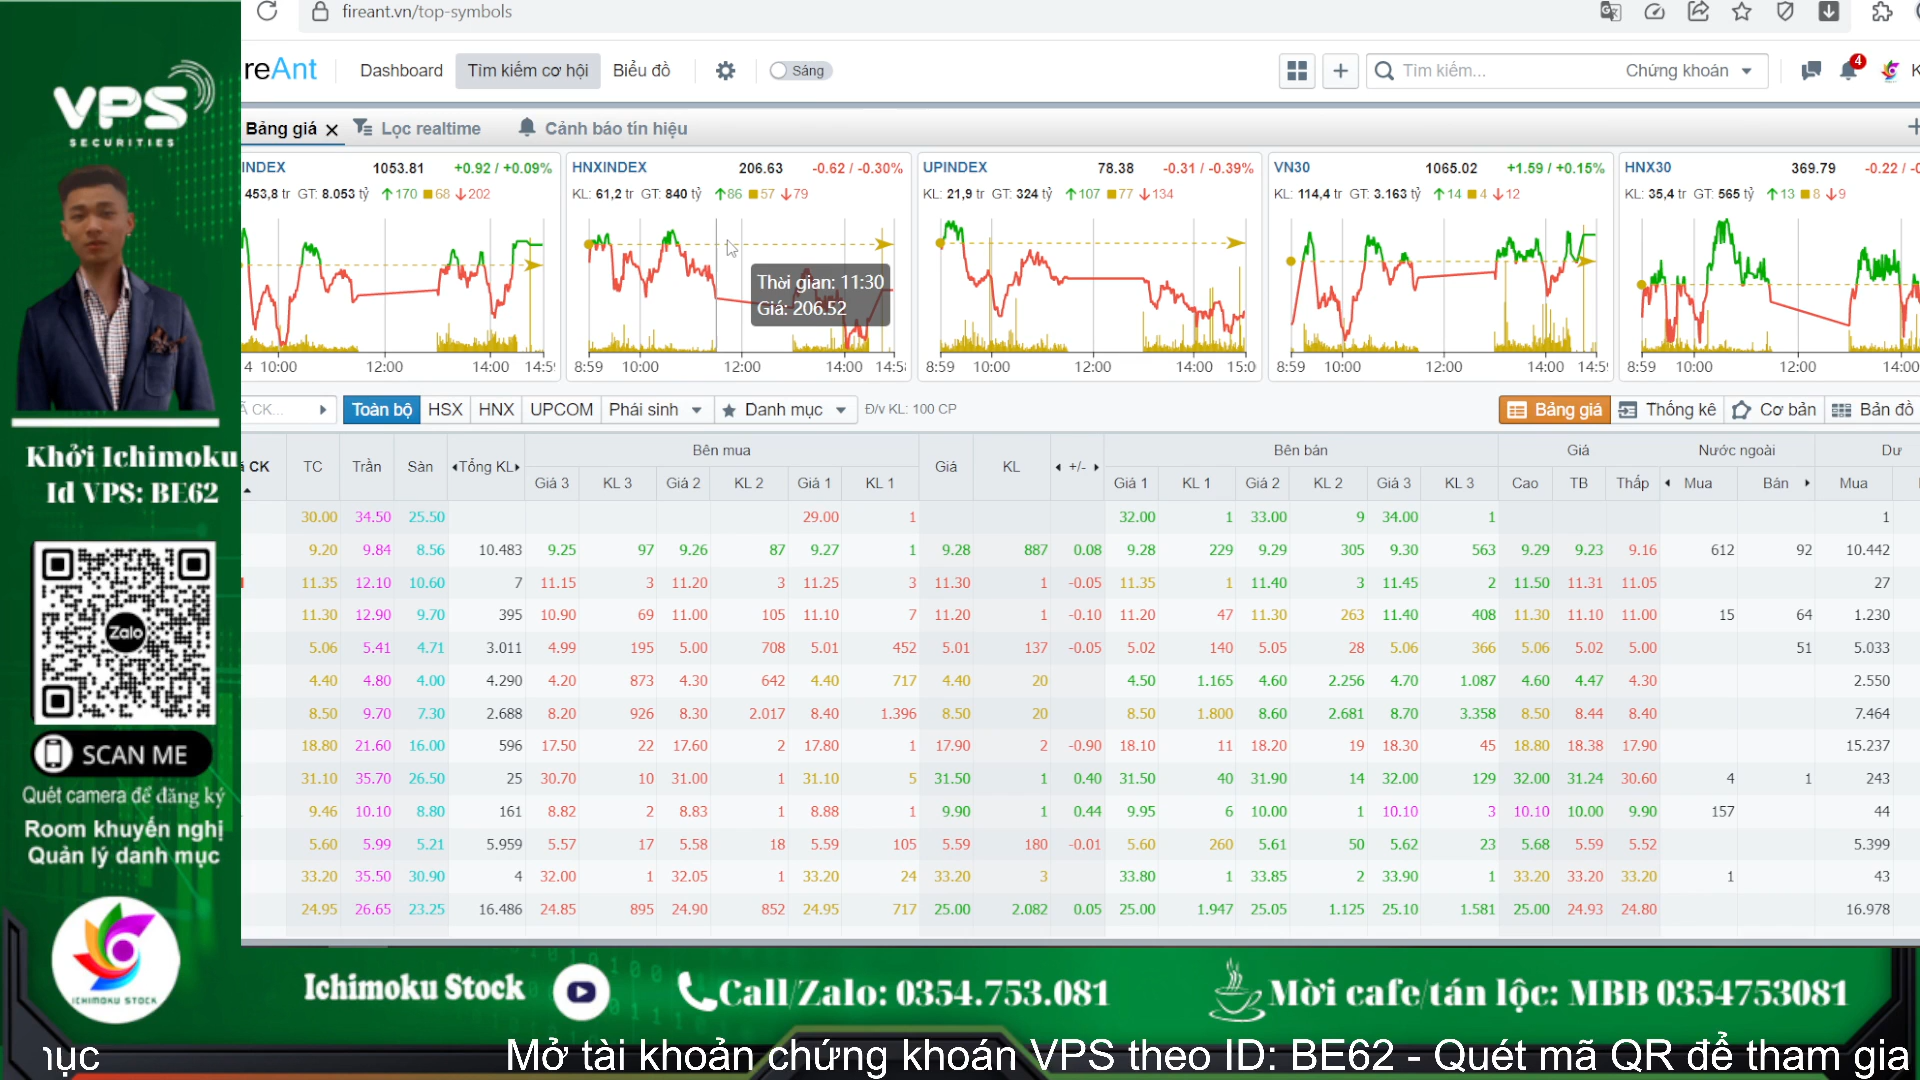 VPS
SECURITIES
Khởi Ichimoku
Id VPS: BE62
Zalo
SCAN ME
Quét camera để đăng ký
Room khuyến nghị
Quản lý danh mục
ICHIMOKU STOCK
fireant.vn/top-symbols
reAnt Dashboard Tìm kiếm cơ hội Biểu đồ Sáng Tìm kiếm... Chứng khoán 4
Bảng giá Lọc realtime Cảnh báo tín hiệu
INDEX 1053.81 +0.92 / +0.09%
453,8 tr GT: 8.053 tỷ 170 68 202
4 10:00 12:00 14:00 14:5
HNXINDEX 206.63 -0.62 / -0.30%
KL: 61,2 tr GT: 840 tỷ 86 57 79
Thời gian: 11:30
Giá: 206.52
8:59 10:00 12:00 14:00 14:5
UPINDEX 78.38 -0.31 / -0.39%
KL: 21,9 tr GT: 324 tỷ 107 77 134
8:59 10:00 12:00 14:00 15:0
VN30 1065.02 +1.59 / +0.15%
KL: 114,4 tr GT: 3.163 tỷ 14 4 12
8:59 10:00 12:00 14:00 14:5
HNX30 369.79 -0.22 /
KL: 35,4 tr GT: 565 tỷ 13 8 9
8:59 10:00 12:00 14:00
CK... Toàn bộ HSX HNX UPCOM Phái sinh Danh mục Đ/v KL: 100 CP Bảng giá Thống kê Cơ bản Bản đồ
CK TC Trần Sàn Tổng KL Bên mua Giá KL +/- Bên bán Giá Nước ngoài Dư
Giá 3 KL 3 Giá 2 KL 2 Giá 1 KL 1 Giá 1 KL 1 Giá 2 KL 2 Giá 3 KL 3 Cao TB Thấp Mua Bán Mua
30.00 34.50 25.50 29.00 1 32.00 1 33.00 9 34.00 1 1
9.20 9.84 8.56 10.483 9.25 97 9.26 87 9.27 1 9.28 887 0.08 9.28 229 9.29 305 9.30 563 9.29 9.23 9.16 612 92 10.442
11.35 12.10 10.60 7 11.15 3 11.20 3 11.25 3 11.30 1 -0.05 11.35 1 11.40 3 11.45 2 11.50 11.31 11.05 27
11.30 12.90 9.70 395 10.90 69 11.00 105 11.10 7 11.20 1 -0.10 11.20 47 11.30 263 11.40 408 11.30 11.10 11.00 15 64 1.230
5.06 5.41 4.71 3.011 4.99 195 5.00 708 5.01 452 5.01 137 -0.05 5.02 140 5.05 28 5.06 366 5.06 5.02 5.00 51 5.033
4.40 4.80 4.00 4.290 4.20 873 4.30 642 4.40 717 4.40 20 4.50 1.165 4.60 2.256 4.70 1.087 4.60 4.47 4.30 2.550
8.50 9.70 7.30 2.688 8.20 926 8.30 2.017 8.40 1.396 8.50 20 8.50 1.800 8.60 2.681 8.70 3.358 8.50 8.44 8.40 7.464
18.80 21.60 16.00 596 17.50 22 17.60 2 17.80 1 17.90 2 -0.90 18.10 11 18.20 19 18.30 45 18.80 18.38 17.90 15.237
31.10 35.70 26.50 25 30.70 10 31.00 1 31.10 5 31.50 1 0.40 31.50 40 31.90 14 32.00 129 32.00 31.24 30.60 4 1 243
9.46 10.10 8.80 161 8.82 2 8.83 1 8.88 1 9.90 1 0.44 9.95 6 10.00 1 10.10 3 10.10 10.00 9.90 157 44
5.60 5.99 5.21 5.959 5.57 17 5.58 18 5.59 105 5.59 180 -0.01 5.60 260 5.61 50 5.62 23 5.68 5.59 5.52 5.399
33.20 35.50 30.90 4 32.00 1 32.05 1 33.20 24 33.20 3 33.80 1 33.85 2 33.90 1 33.20 33.20 33.20 1 43
24.95 26.65 23.25 16.486 24.85 895 24.90 852 24.95 717 25.00 2.082 0.05 25.00 1.947 25.05 1.125 25.10 1.581 25.00 24.93 24.80 16.978
Ichimoku Stock Call/Zalo: 0354.753.081 Mời cafe/tán lộc: MBB 0354753081
mục Mở tài khoản chứng khoán VPS theo ID: BE62 - Quét mã QR để tham gia